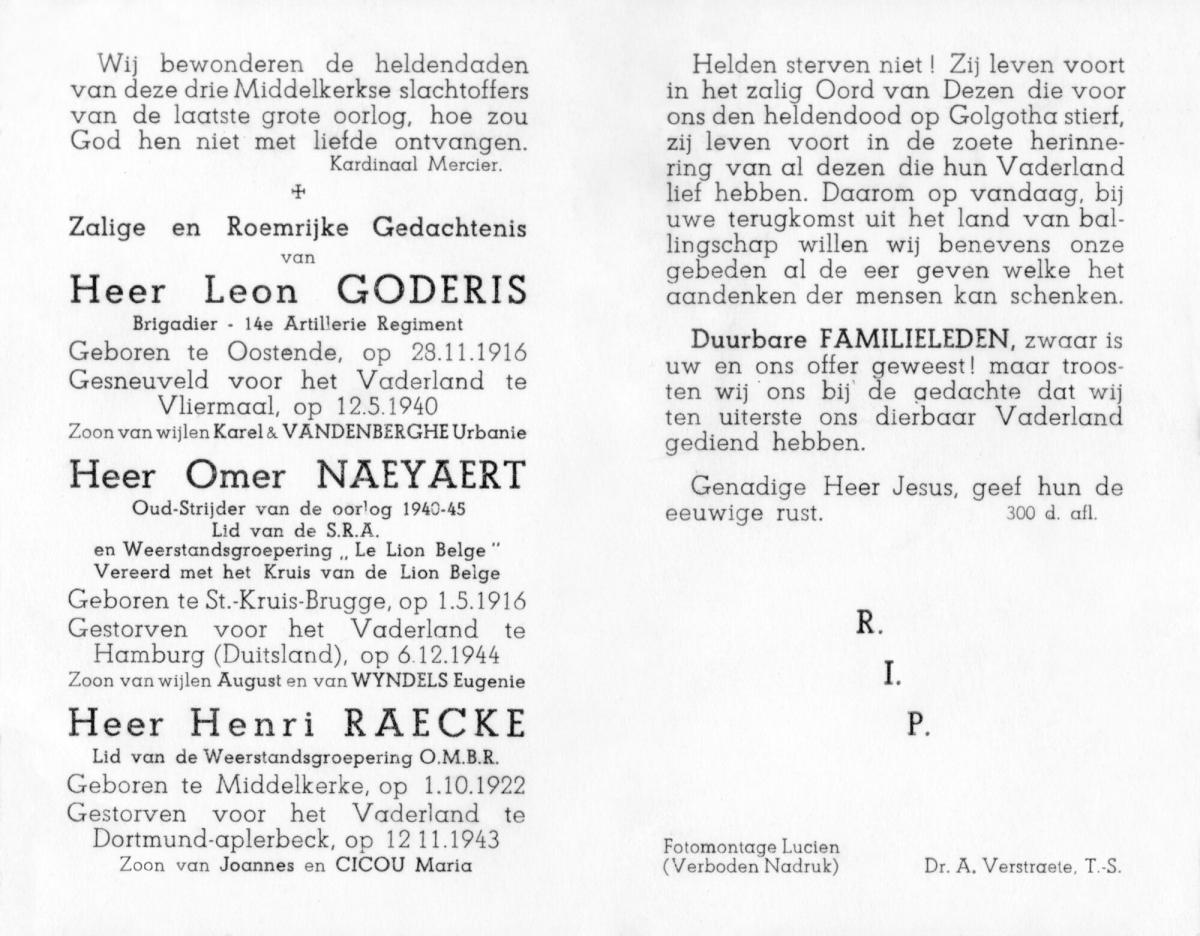 Wij bewonderen de heldendaden
van deze drie Middelkerkse slachtoffers
van de laatste grote oorlog, hoe zou
God hen niet met liefde ontvangen.
Kardinaal Mercier.
✠
Zalige en Roemrijke Gedachtenis
van
Heer Leon GODERIS
Brigadier - 14e Artillerie Regiment
Geboren te Oostende, op 28.11.1916
Gesneuveld voor het Vaderland te
Vliermaal, op 12.5.1940
Zoon van wijlen Karel & VANDENBERGHE Urbanie
Heer Omer NAEYAERT
Oud-Strijder van de oorlog 1940-45
Lid van de S.R.A.
en Weerstandsgroepering „ Le Lion Belge "
Vereerd met het Kruis van de Lion Belge
Geboren te St.-Kruis-Brugge, op 1.5.1916
Gestorven voor het Vaderland te
Hamburg (Duitsland), op 6.12.1944
Zoon van wijlen August en van WYNDELS Eugenie
Heer Henri RAECKE
Lid van de Weerstandsgroepering O.M.B.R.
Geboren te Middelkerke, op 1.10.1922
Gestorven voor het Vaderland te
Dortmund-aplerbeck, op 12 11.1943
Zoon van Joannes en CICOU Maria
Helden sterven niet ! Zij leven voort
in het zalig Oord van Dezen die voor
ons den heldendood op Golgotha stierf,
zij leven voort in de zoete herinne-
ring van al dezen die hun Vaderland
lief hebben. Daarom op vandaag, bij
uwe terugkomst uit het land van bal-
lingschap willen wij benevens onze
gebeden al de eer geven welke het
aandenken der mensen kan schenken.
Duurbare FAMILIELEDEN, zwaar is
uw en ons offer geweest ! maar troos-
ten wij ons bij de gedachte dat wij
ten uiterste ons dierbaar Vaderland
gediend hebben.
Genadige Heer Jesus, geef hun de
eeuwige rust. 300 d. afl.
R.
I.
P.
Fotomontage Lucien
(Verboden Nadruk) Dr. A. Verstraete, T.-S.